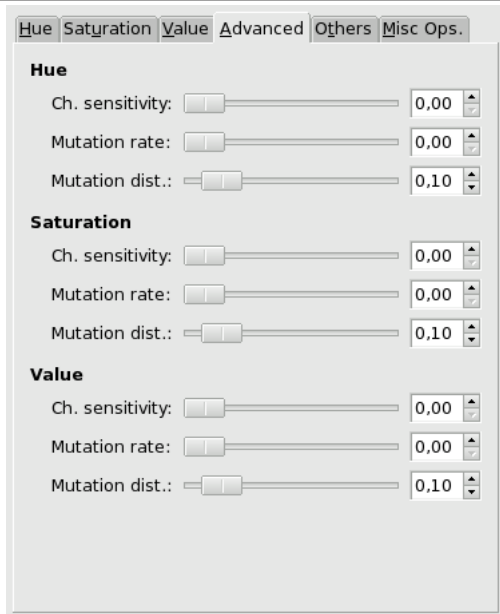 Hue Saturation Value Advanced Others Misc Ops.
Hue
Ch. sensitivity: 0,00
Mutation rate: 0,00
Mutation dist.: 0,10
Saturation
Ch. sensitivity: 0,00
Mutation rate: 0,00
Mutation dist.: 0,10
Value
Ch. sensitivity: 0,00
Mutation rate: 0,00
Mutation dist.: 0,10